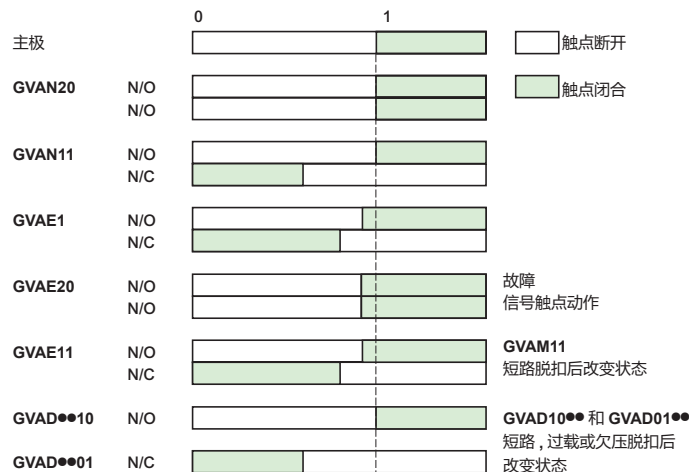 0 1
主极
触点断开
GVAN20 N/O
触点闭合
N/O
GVAN11 N/O
N/C
GVAE1 N/O
N/C
GVAE20 N/O
N/O
故障
信号触点动作
GVAE11 N/O
N/C
GVAM11
短路脱扣后改变状态
GVAD●●10 N/O
GVAD●●01 N/C
GVAD10●● 和 GVAD01●●
短路 , 过载或欠压脱扣后
改变状态